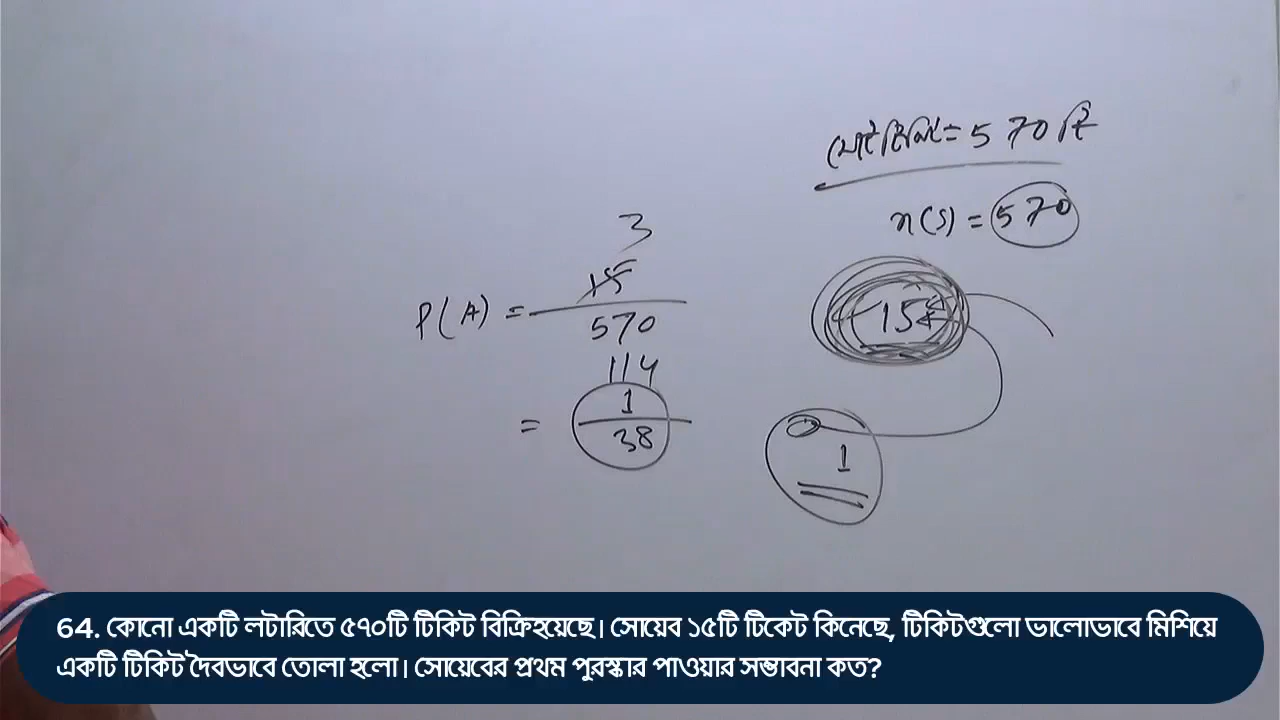 মোট টিকিট = 570 টি
n(S) = 570
3
P(A) = 15
570
114
= 1
38
15
1
64. কোনো একটি লটারিতে ৫৭০টি টিকিট বিক্রিহয়েছে। সোয়েব ১৫টি টিকেট কিনেছে, টিকিটগুলো ভালোভাবে মিশিয়ে
একটি টিকিট দৈবভাবে তোলা হলো। সোয়েবের প্রথম পুরস্কার পাওয়ার সম্ভাবনা কত?